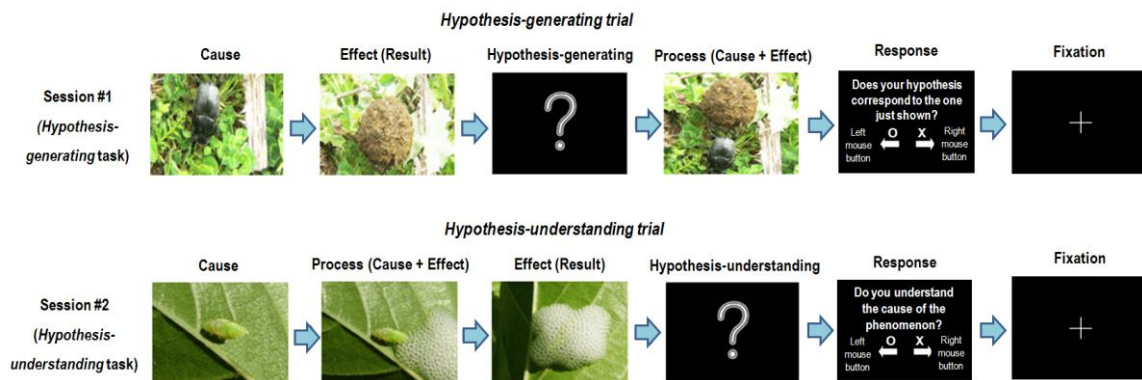 Hypothesis-generating trial
Cause
Effect (Result)
Hypothesis-generating
Process (Cause + Effect)
Response
Fixation
Session #1
(Hypothesis-
generating task)
?
Does your hypothesis
correspond to the one
just shown?
Left
mouse
button
O X
Right
mouse
button
Hypothesis-understanding trial
Cause
Process (Cause + Effect)
Effect (Result)
Hypothesis-understanding
Response
Fixation
Session #2
(Hypothesis-
understanding task)
?
Do you understand
the cause of the
phenomenon?
Left
mouse
button
O X
Right
mouse
button